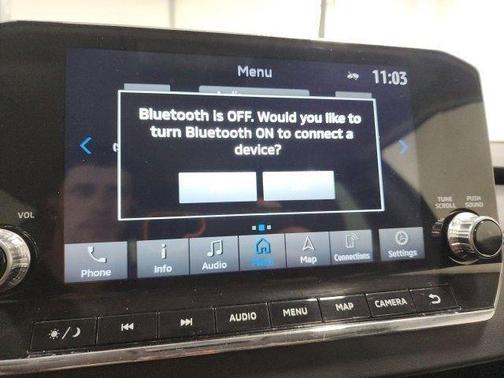 Menu
11:03
Bluetooth is OFF. Would you like to
turn Bluetooth ON to connect a
device?
VOL
TUNE
SCROLL
PUSH
SOUND
Phone
Info
Audio
Map
Connections
Settings
AUDIO
MENU
MAP
CAMERA